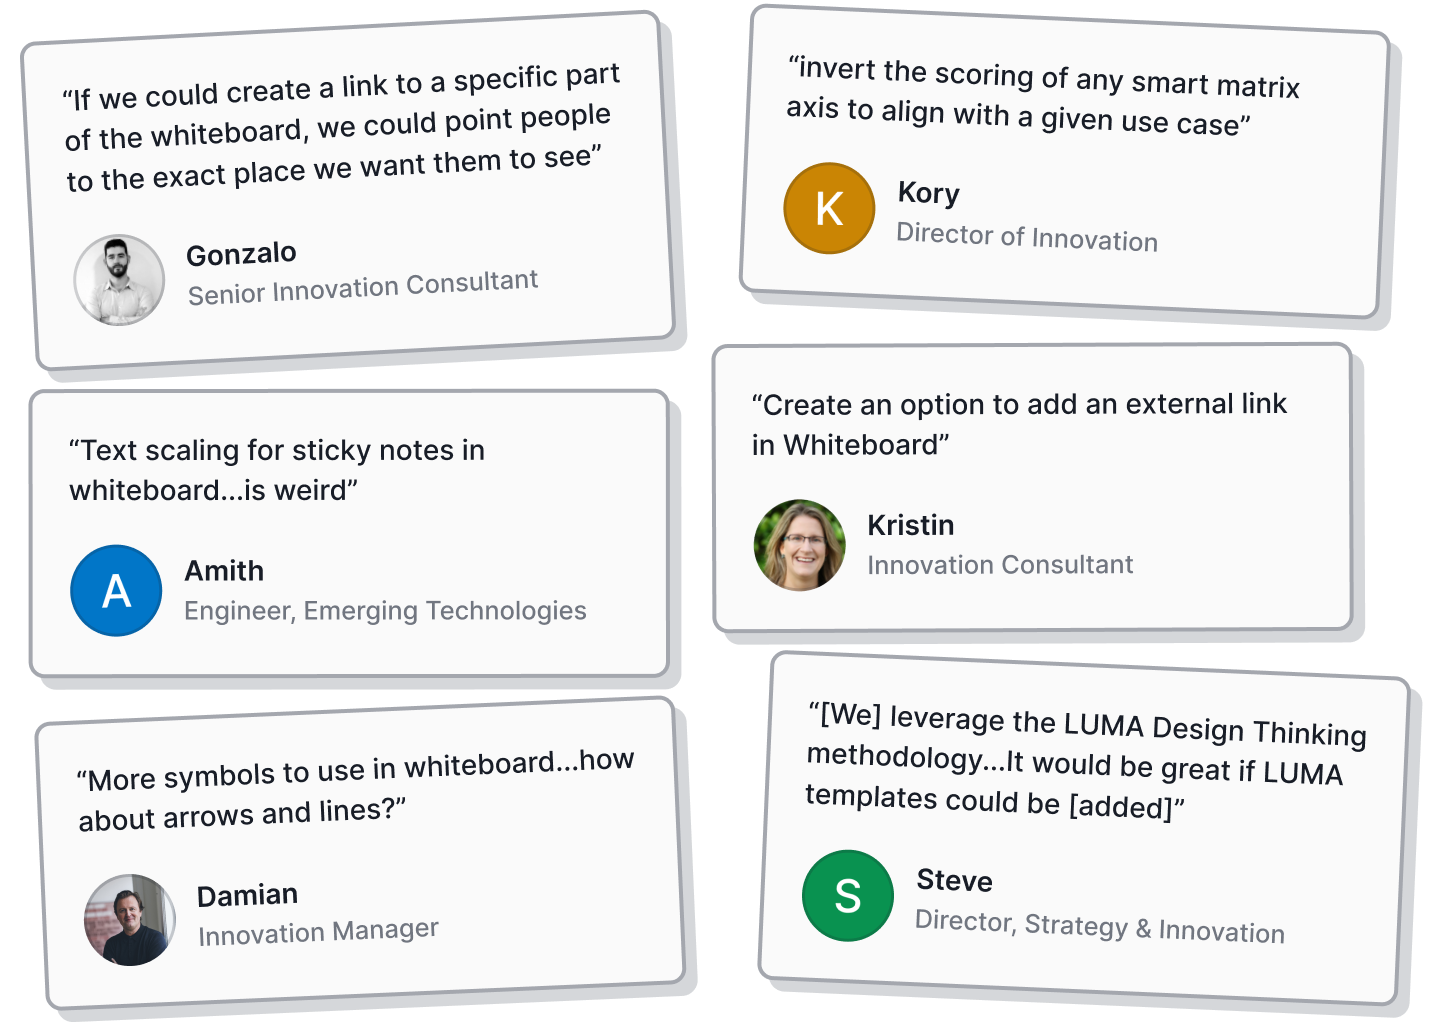 “If we could create a link to a specific part
of the whiteboard, we could point people
to the exact place we want them to see”
Gonzalo
Senior Innovation Consultant
“invert the scoring of any smart matrix
axis to align with a given use case”
K
Kory
Director of Innovation
“Text scaling for sticky notes in
whiteboard...is weird”
A
Amith
Engineer, Emerging Technologies
“Create an option to add an external link
in Whiteboard”
Kristin
Innovation Consultant
“More symbols to use in whiteboard...how
about arrows and lines?”
Damian
Innovation Manager
“[We] leverage the LUMA Design Thinking
methodology...It would be great if LUMA
templates could be [added]”
S
Steve
Director, Strategy & Innovation